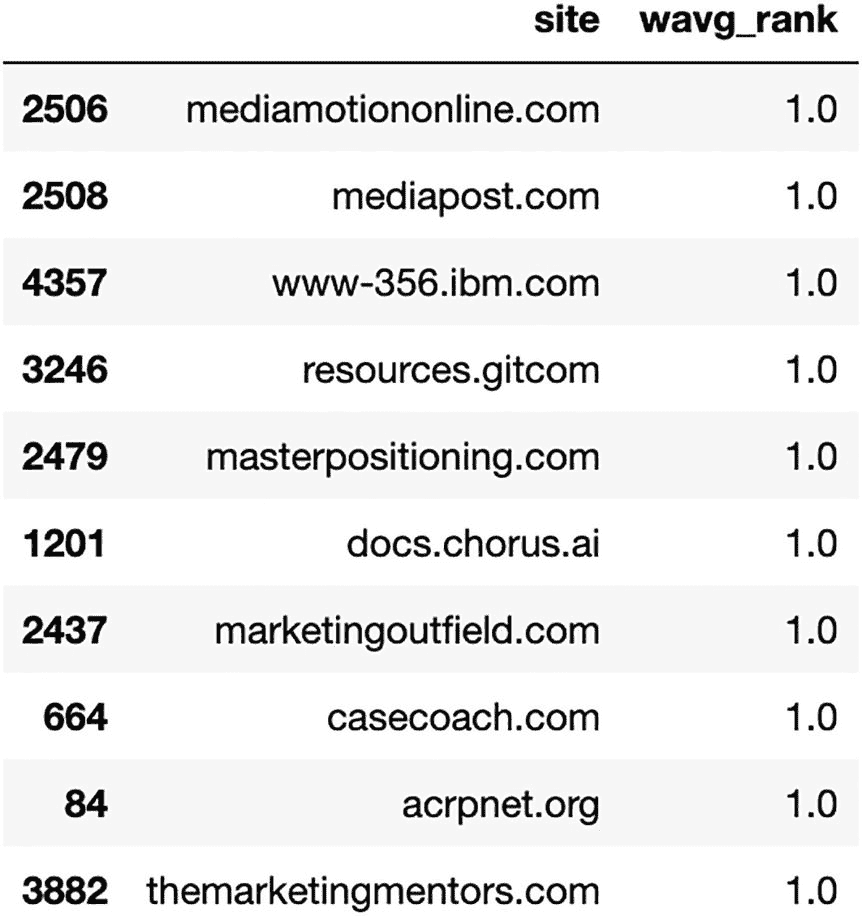 site wavg_rank
2506 mediamotiononline.com 1.0
2508 mediapost.com 1.0
4357 www-356.ibm.com 1.0
3246 resources.gitcom 1.0
2479 masterpositioning.com 1.0
1201 docs.chorus.ai 1.0
2437 marketingoutfield.com 1.0
664 casecoach.com 1.0
84 acrpnet.org 1.0
3882 themarketingmentors.com 1.0